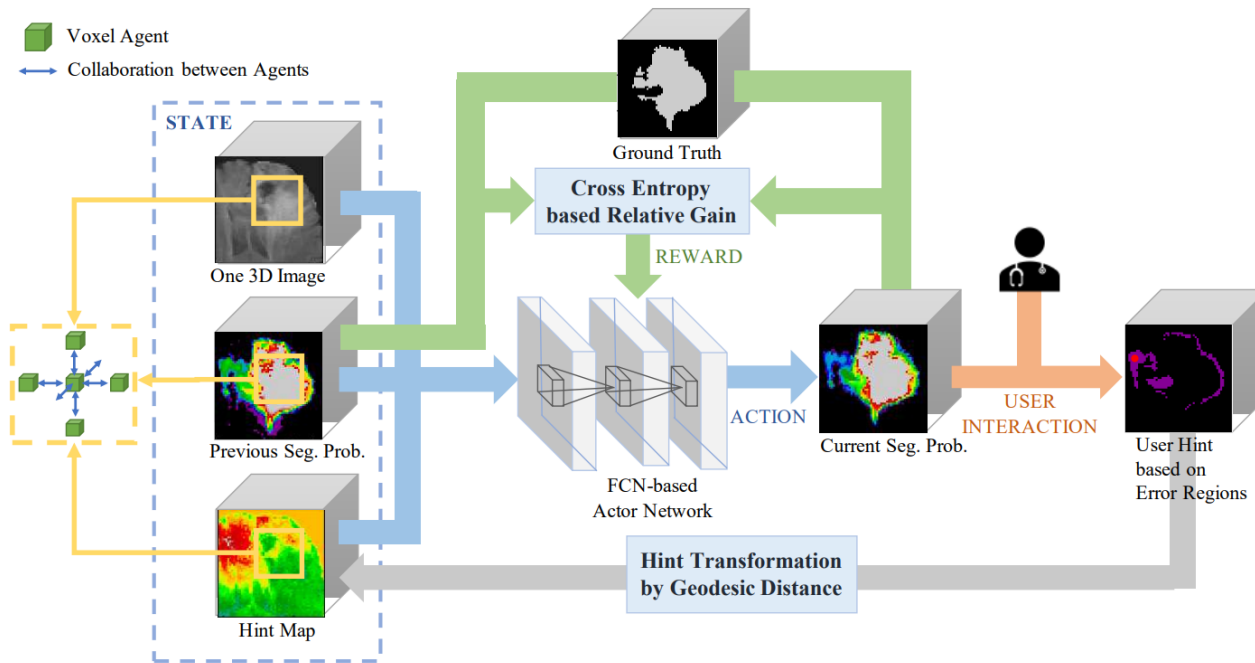 Voxel Agent
Collaboration between Agents
STATE
One 3D Image
Previous Seg. Prob.
Hint Map
Ground Truth
Cross Entropy
based Relative Gain
REWARD
FCN-based
Actor Network
ACTION
Current Seg. Prob.
USER
INTERACTION
User Hint
based on
Error Regions
Hint Transformation
by Geodesic Distance